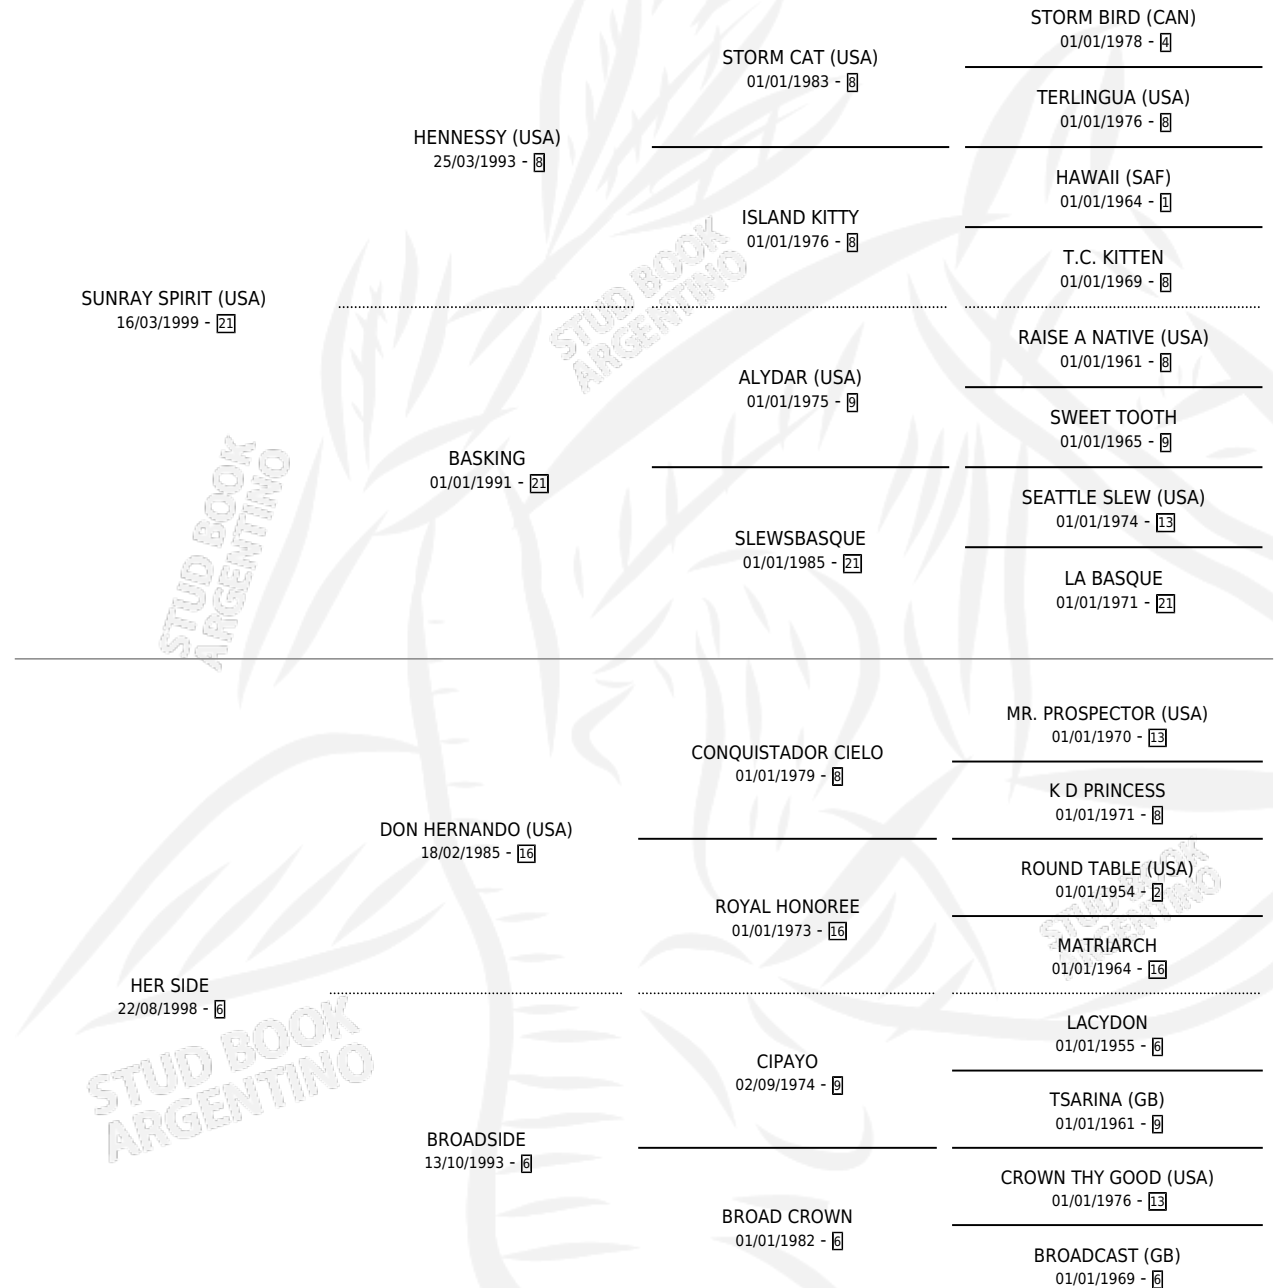 STORM BIRD (CAN)
01/01/1978 - 4
STORM CAT (USA)
01/01/1983 - 8
TERLINGUA (USA)
01/01/1976 - 8
HENNESSY (USA)
25/03/1993 - 8
HAWAII (SAF)
01/01/1964 - 1
ISLAND KITTY
01/01/1976 - 8
T.C. KITTEN
01/01/1969 - 8
SUNRAY SPIRIT (USA)
16/03/1999 - 21
RAISE A NATIVE (USA)
01/01/1961 - 8
ALYDAR (USA)
01/01/1975 - 9
SWEET TOOTH
01/01/1965 - 9
BASKING
01/01/1991 - 21
SEATTLE SLEW (USA)
01/01/1974 - 13
SLEWSBASQUE
01/01/1985 - 21
LA BASQUE
01/01/1971 - 21
MR. PROSPECTOR (USA)
01/01/1970 - 13
CONQUISTADOR CIELO
01/01/1979 - 8
K D PRINCESS
01/01/1971 - 8
DON HERNANDO (USA)
18/02/1985 - 16
ROUND TABLE (USA)
01/01/1954 - 2
ROYAL HONOREE
01/01/1973 - 16
MATRIARCH
01/01/1964 - 16
HER SIDE
22/08/1998 - 6
LACYDON
01/01/1955 - 6
CIPAYO
02/09/1974 - 9
TSARINA (GB)
01/01/1961 - 9
BROADSIDE
13/10/1993 - 6
CROWN THY GOOD (USA)
01/01/1976 - 13
BROAD CROWN
01/01/1982 - 6
BROADCAST (GB)
01/01/1969 - 6
STUD BOOK
ARGENTINO
STUD BOOK
ARGENTINO
STUD BOOK
ARGENTINO
STUD BOOK
ARGENTINO